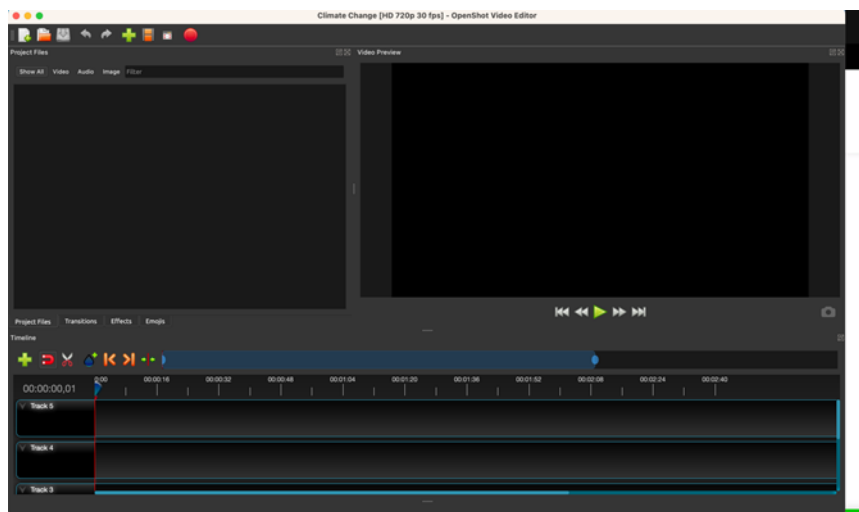 Climate Change [HD 720p 30 fps] - OpenShot Video Editor
Project Files
Video Preview
Show All Video Audio Image Filter
Project Files Transitions Effects Emojis
Timeline
00:00:00,01
0:00 00:00:16 00:00:32 00:00:48 00:01:04 00:01:20 00:01:36 00:01:52 00:02:08 00:02:24 00:02:40
Track 5
Track 4
Track 3